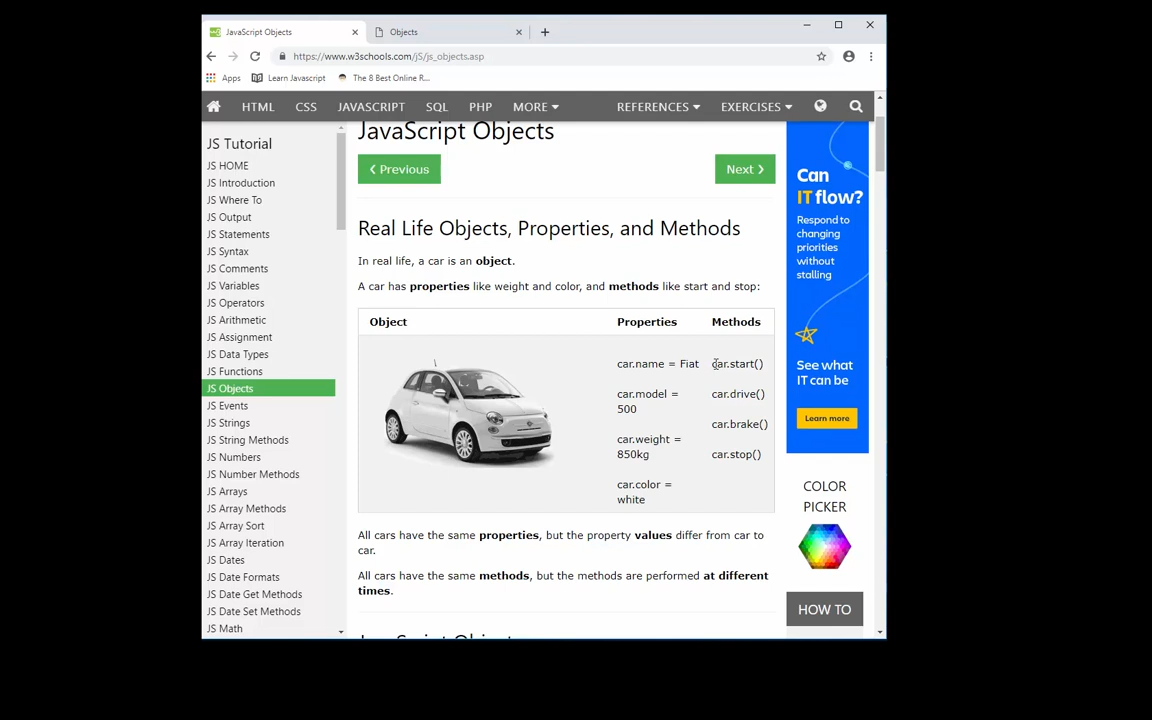 JavaScript Objects
Objects
https://www.w3schools.com/jS/js_objects.asp
Apps
Learn Javascript
The 8 Best Online R...
HTML
CSS
JAVASCRIPT
SQL
PHP
MORE
REFERENCES
EXERCISES
JS Tutorial
JS HOME
JS Introduction
JS Where To
JS Output
JS Statements
JS Syntax
JS Comments
JS Variables
JS Operators
JS Arithmetic
JS Assignment
JS Data Types
JS Functions
JS Objects
JS Events
JS Strings
JS String Methods
JS Numbers
JS Number Methods
JS Arrays
JS Array Methods
JS Array Sort
JS Array Iteration
JS Dates
JS Date Formats
JS Date Get Methods
JS Date Set Methods
JS Math
JavaScript Objects
❮ Previous
Next ❯
Real Life Objects, Properties, and Methods
In real life, a car is an object.
A car has properties like weight and color, and methods like start and stop:
Object
Properties
Methods
car.name = Fiat
car.start()
car.model =
500
car.drive()
car.brake()
car.weight =
850kg
car.stop()
car.color =
white
All cars have the same properties, but the property values differ from car to
car.
All cars have the same methods, but the methods are performed at different
times.
JavaScript Objects
Can
IT flow?
Respond to
changing
priorities
without
stalling
See what
IT can be
Learn more
COLOR
PICKER
HOW TO